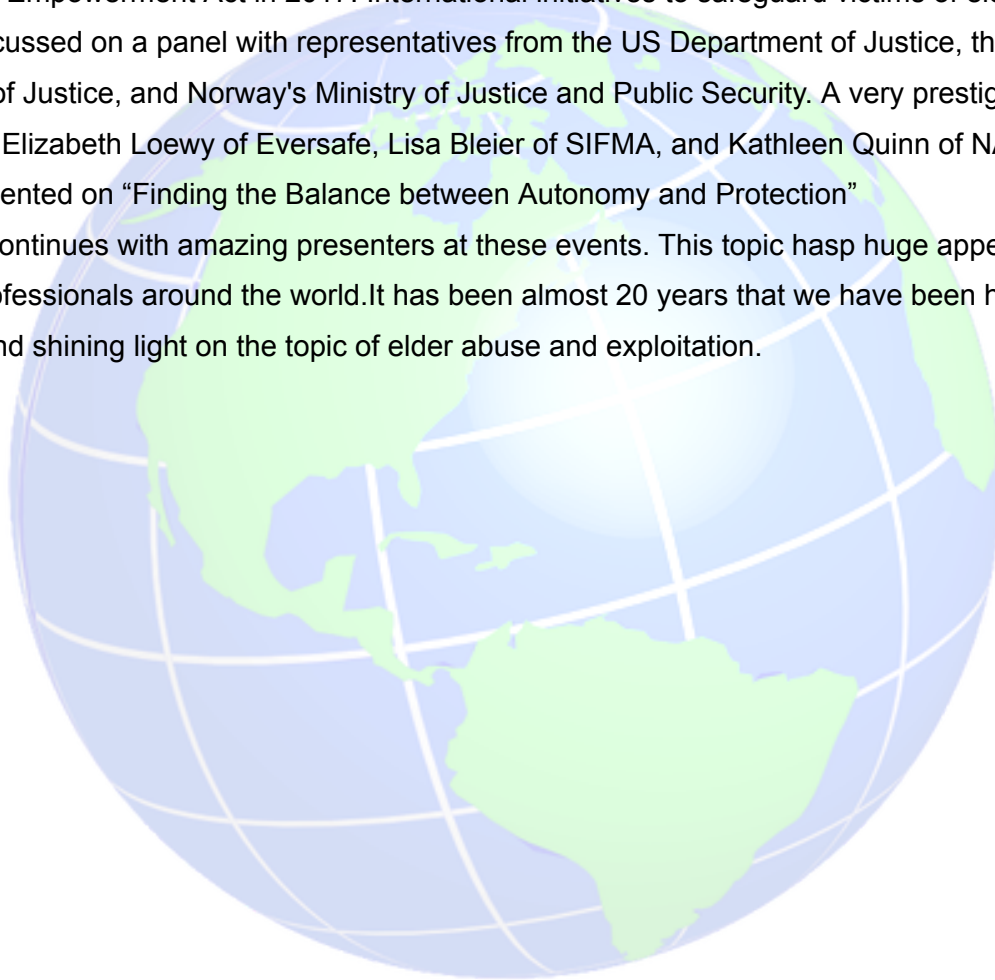 Empowerment Act in 2017. International initiatives to safeguard victims of
cussed on a panel with representatives from the US Department of Justice, th
of Justice, and Norway's Ministry of Justice and Public Security. A very prestig
Elizabeth Loewy of Eversafe, Lisa Bleier of SIFMA, and Kathleen Quinn of NA
ented on “Finding the Balance between Autonomy and Protection”
ontinues with amazing presenters at these events. This topic hasp huge appe
ofessionals around the world.It has been almost 20 years that we have been h
nd shining light on the topic of elder abuse and exploitation.